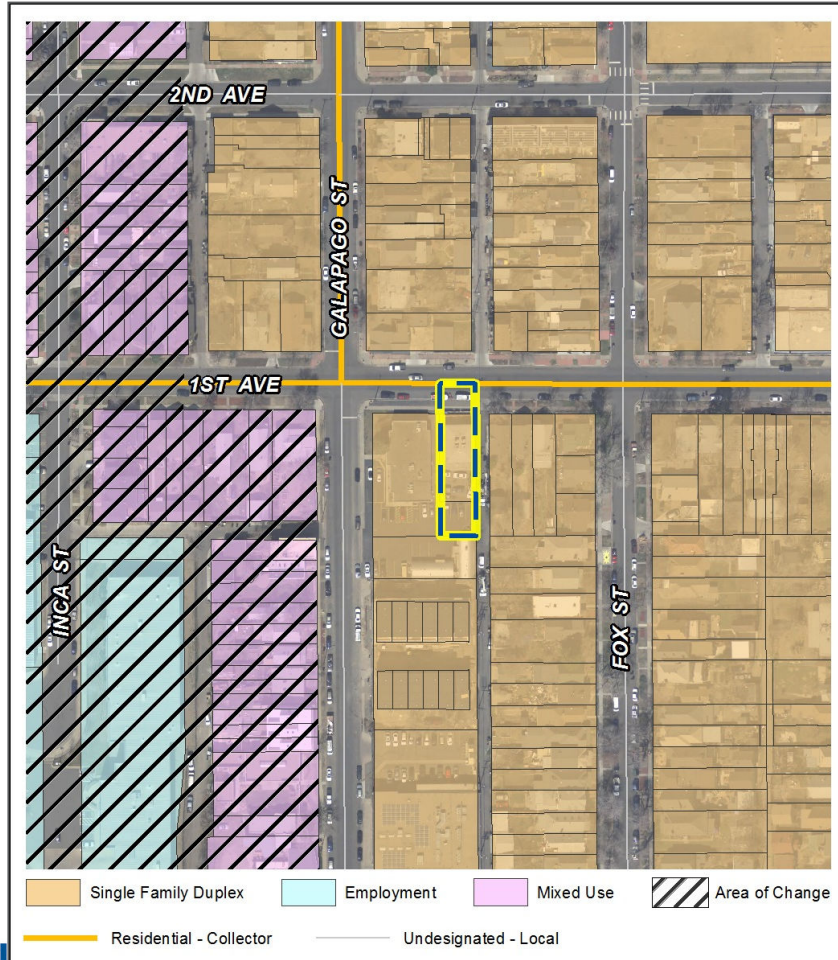 2ND AVE
GALAPAGO ST
1ST AVE
INCA ST
FOX ST
Single Family Duplex
Employment
Mixed Use
Area of Change
Residential - Collector
Undesignated - Local